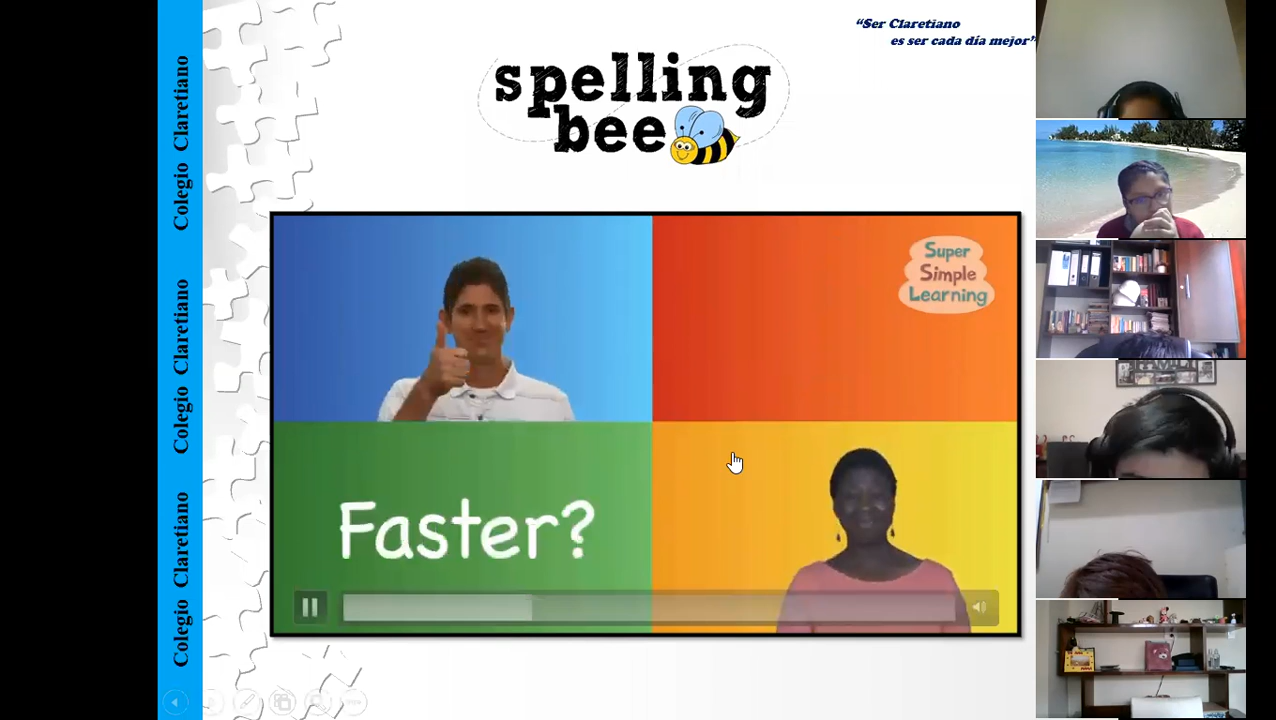 “Ser Claretiano
es ser cada día mejor”
spelling
bee
Super
Simple
Learning
Faster?
Colegio Claretiano
Colegio Claretiano
Colegio Claretiano
FAMILY